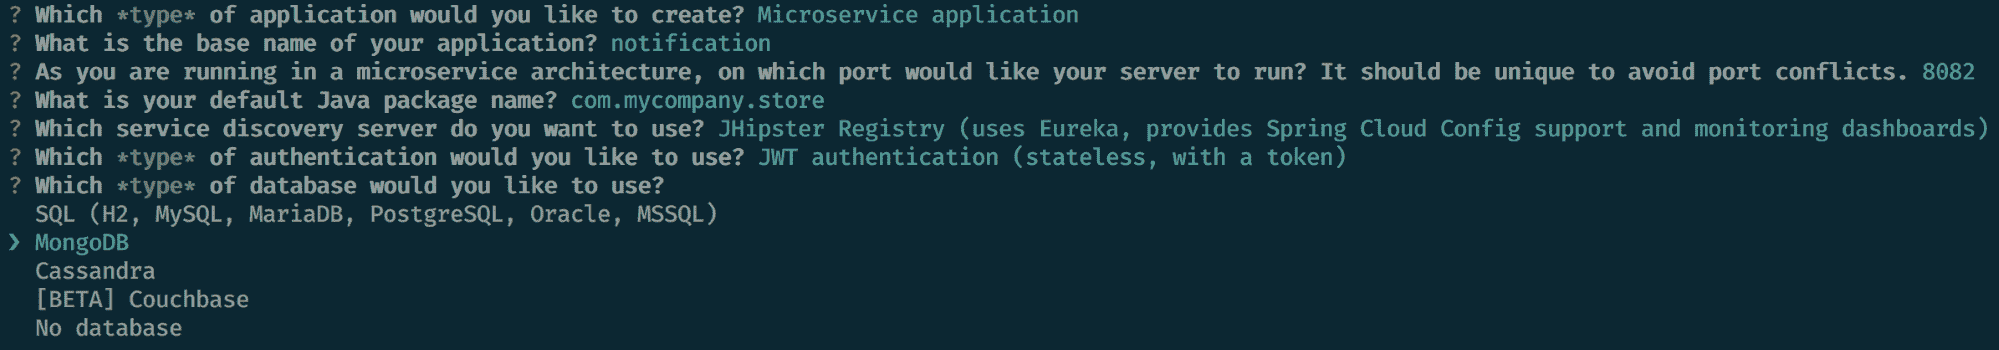 ? Which *type* of application would you like to create? Microservice application
? What is the base name of your application? notification
? As you are running in a microservice architecture, on which port would like your server to run? It should be unique to avoid port conflicts. 8082
? What is your default Java package name? com.mycompany.store
? Which service discovery server do you want to use? JHipster Registry (uses Eureka, provides Spring Cloud Config support and monitoring dashboards)
? Which *type* of authentication would you like to use? JWT authentication (stateless, with a token)
? Which *type* of database would you like to use?
SQL (H2, MySQL, MariaDB, PostgreSQL, Oracle, MSSQL)
❯ MongoDB
Cassandra
[BETA] Couchbase
No database